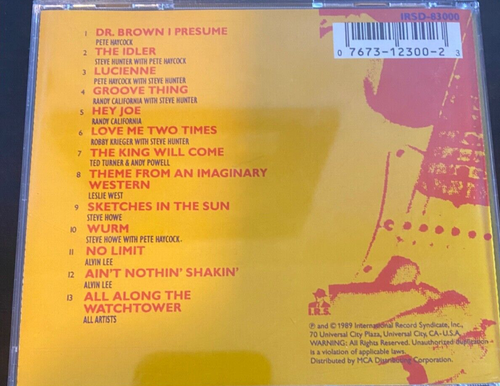 IRSD-83000
0 7673-12300-2 3
1 DR. BROWN I PRESUME
PETE HAYCOCK
2 THE IDLER
STEVE HUNTER WITH PETE HAYCOCK
3 LUCIENNE
PETE HAYCOCK WITH STEVE HUNTER
4 GROOVE THING
RANDY CALIFORNIA WITH STEVE HUNTER
5 HEY JOE
RANDY CALIFORNIA
6 LOVE ME TWO TIMES
ROBBY KRIEGER WITH STEVE HUNTER
7 THE KING WILL COME
TED TURNER & ANDY POWELL
8 THEME FROM AN IMAGINARY
WESTERN
LESLIE WEST
9 SKETCHES IN THE SUN
STEVE HOWE
10 WURM
STEVE HOWE WITH PETE HAYCOCK
11 NO LIMIT
ALVIN LEE
12 AIN'T NOTHIN' SHAKIN'
ALVIN LEE
13 ALL ALONG THE
WATCHTOWER
ALL ARTISTS
I.R.S.
℗ and © 1989 International Record Syndicate, Inc.,
70 Universal City Plaza, Universal City, CA - U.S.A.
WARNING: All Rights Reserved. Unauthorized duplication
is a violation of applicable laws.
Distributed by MCA Distributing Corporation.